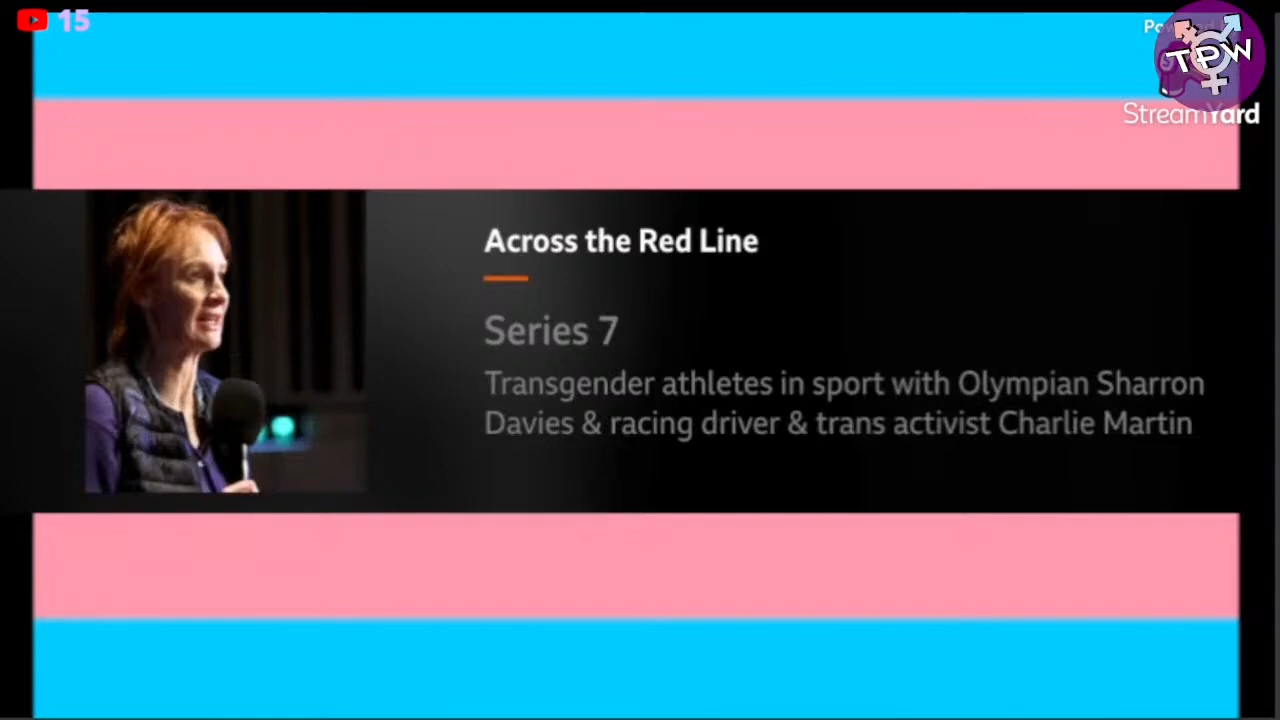 15
TPW
StreamYard
Across the Red Line
Series 7
Transgender athletes in sport with Olympian Sharron
Davies & racing driver & trans activist Charlie Martin